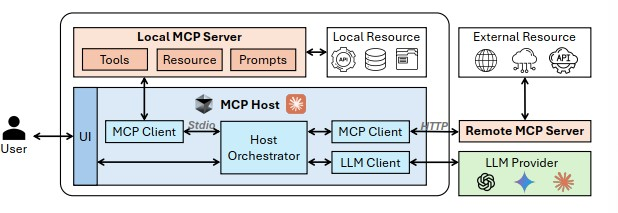 Local MCP Server
Tools
Resource
Prompts
Local Resource
API
External Resource
API
MCP Host
UI
User
MCP Client
Stdio
Host
Orchestrator
MCP Client
HTTP
Remote MCP Server
LLM Client
LLM Provider